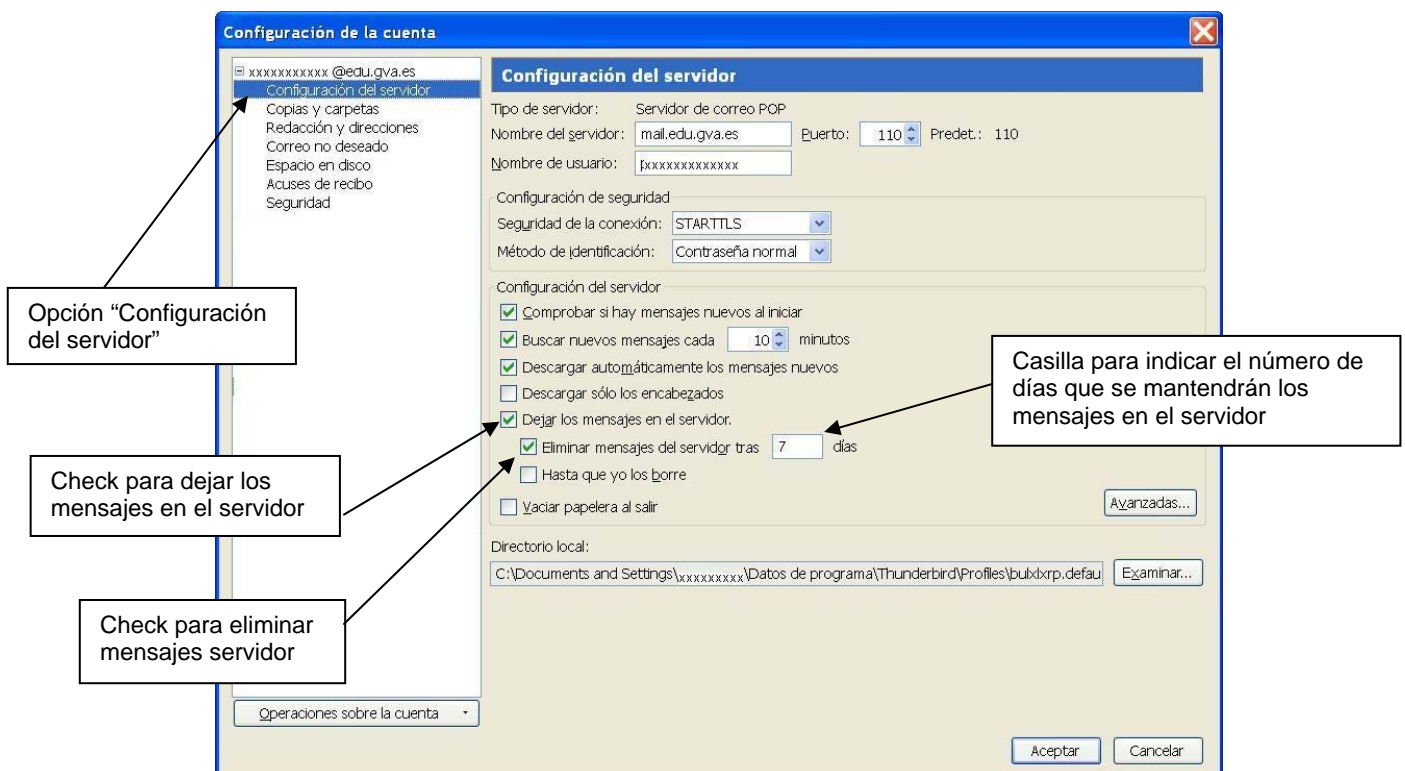 Configuración de la cuenta
xxxxxxxxxxx @edu.gva.es
Configuración del servidor
Copias y carpetas
Redacción y direcciones
Correo no deseado
Espacio en disco
Acuses de recibo
Seguridad
Operaciones sobre la cuenta
Configuración del servidor
Tipo de servidor: Servidor de correo POP
Nombre del servidor: mail.edu.gva.es Puerto: 110 Predet.: 110
Nombre de usuario: xxxxxxxxxxxxx
Configuración de seguridad
Seguridad de la conexión: STARTTLS
Método de identificación: Contraseña normal
Configuración del servidor
Comprobar si hay mensajes nuevos al iniciar
Buscar nuevos mensajes cada 10 minutos
Descargar automáticamente los mensajes nuevos
Descargar sólo los encabezados
Dejar los mensajes en el servidor.
Eliminar mensajes del servidor tras 7 días
Hasta que yo los borre
Vaciar papelera al salir
Avanzadas...
Directorio local:
C:\Documents and Settings\xxxxxxxxx\Datos de programa\Thunderbird\Profiles\bulxlxrp.defau Examinar...
Aceptar Cancelar
Opción “Configuración
del servidor”
Check para dejar los
mensajes en el servidor
Check para eliminar
mensajes servidor
Casilla para indicar el número de
días que se mantendrán los
mensajes en el servidor